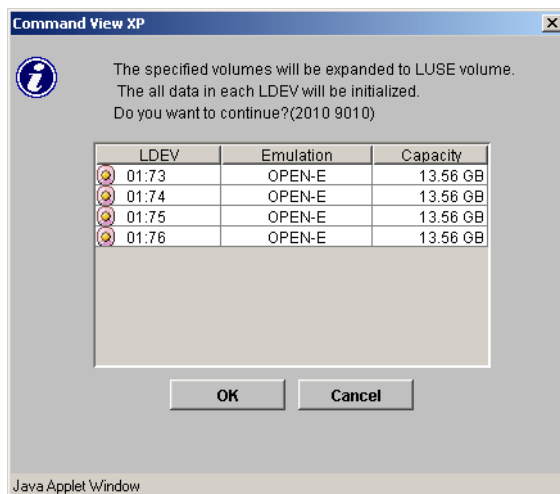 Command View XP
The specified volumes will be expanded to LUSE volume.
The all data in each LDEV will be initialized.
Do you want to continue?(2010 9010)
LDEV Emulation Capacity
01:73 OPEN-E 13.56 GB
01:74 OPEN-E 13.56 GB
01:75 OPEN-E 13.56 GB
01:76 OPEN-E 13.56 GB
OK Cancel
Java Applet Window